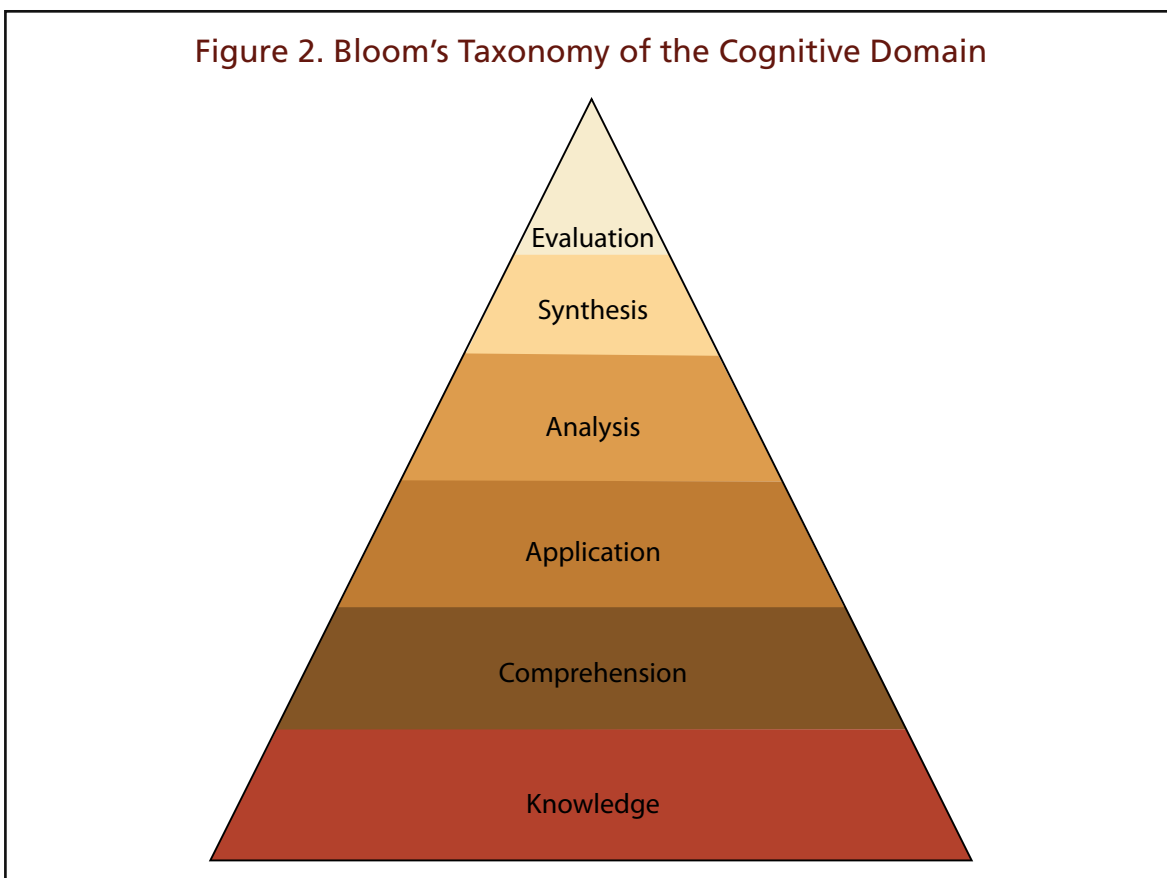 Figure 2. Bloom’s Taxonomy of the Cognitive Domain
Evaluation
Synthesis
Analysis
Application
Comprehension
Knowledge